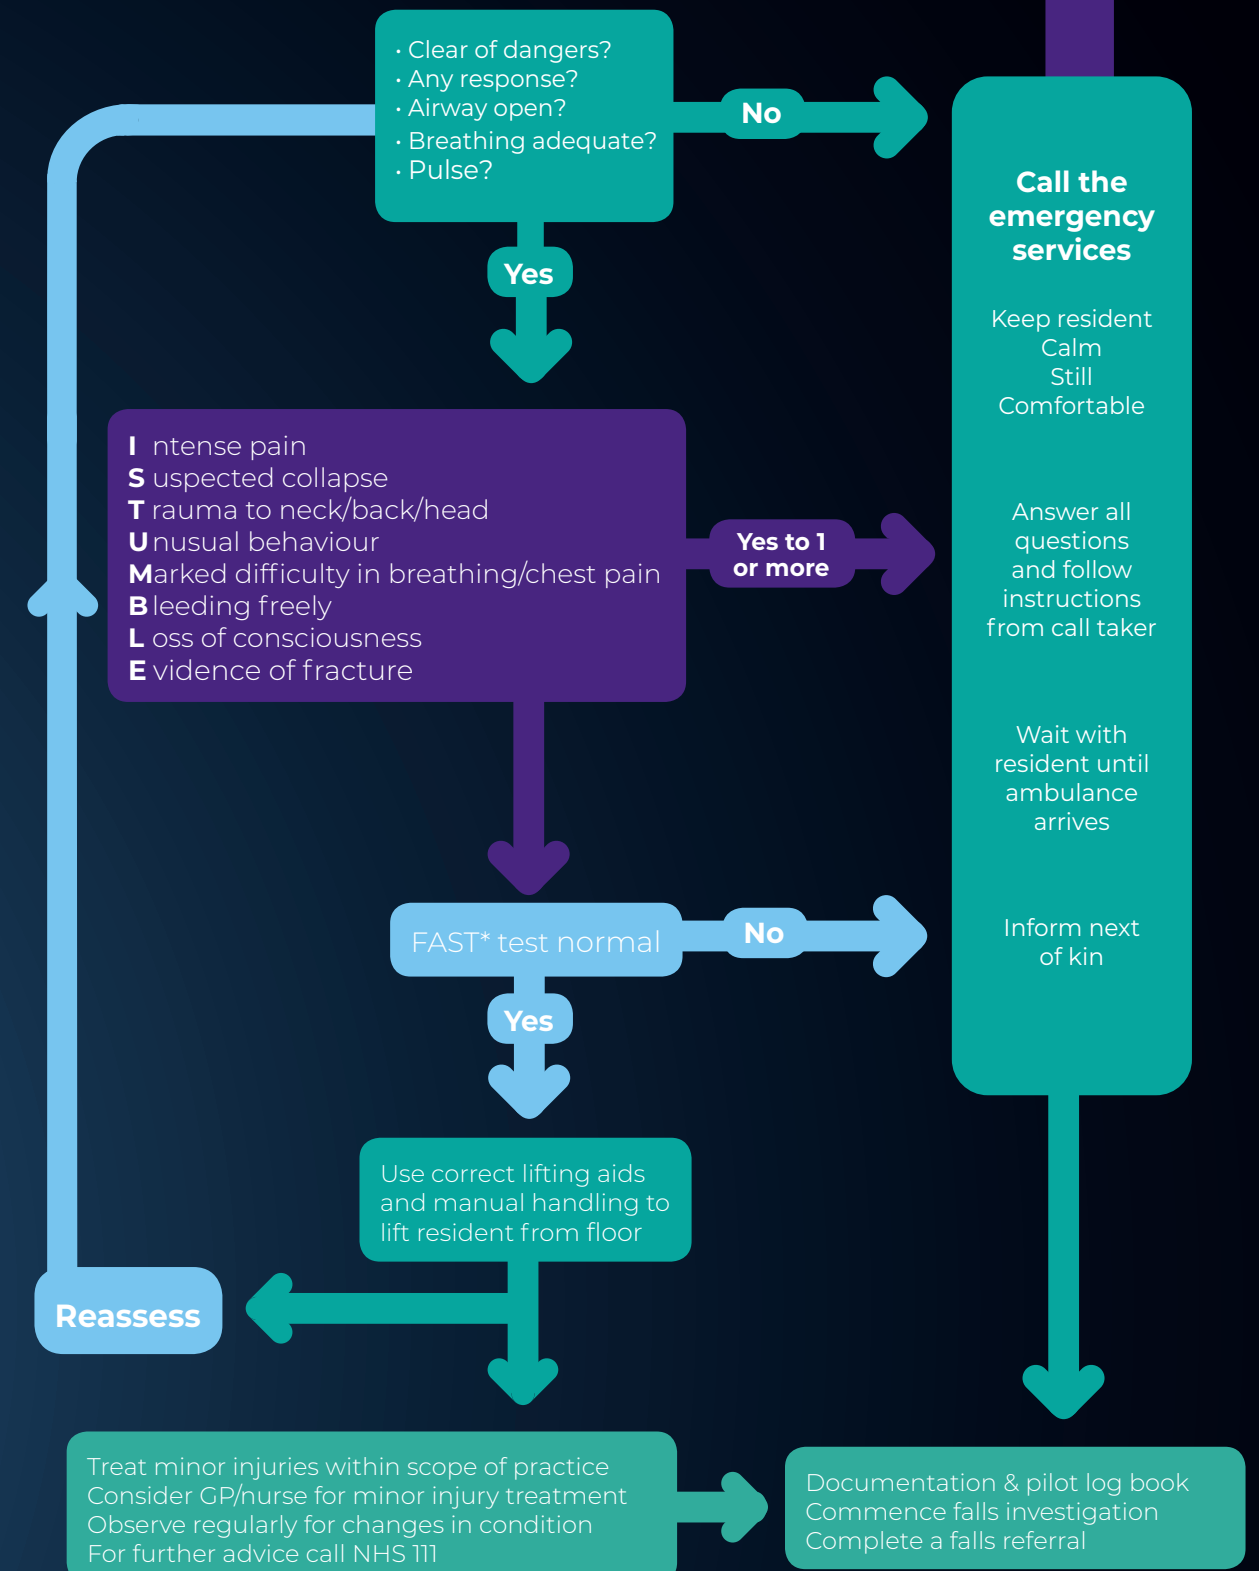 · Clear of dangers?
· Any response?
· Airway open?
· Breathing adequate?
· Pulse?
No
Yes
Call the
emergency
services
Keep resident
Calm
Still
Comfortable
Answer all
questions
and follow
instructions
from call taker
Wait with
resident until
ambulance
arrives
Inform next
of kin
I ntense pain
S uspected collapse
T rauma to neck/back/head
U nusual behaviour
Marked difficulty in breathing/chest pain
B leeding freely
L oss of consciousness
E vidence of fracture
Yes to 1
or more
FAST* test normal
No
Yes
Use correct lifting aids
and manual handling to
lift resident from floor
Reassess
Treat minor injuries within scope of practice
Consider GP/nurse for minor injury treatment
Observe regularly for changes in condition
For further advice call NHS 111
Documentation & pilot log book
Commence falls investigation
Complete a falls referral